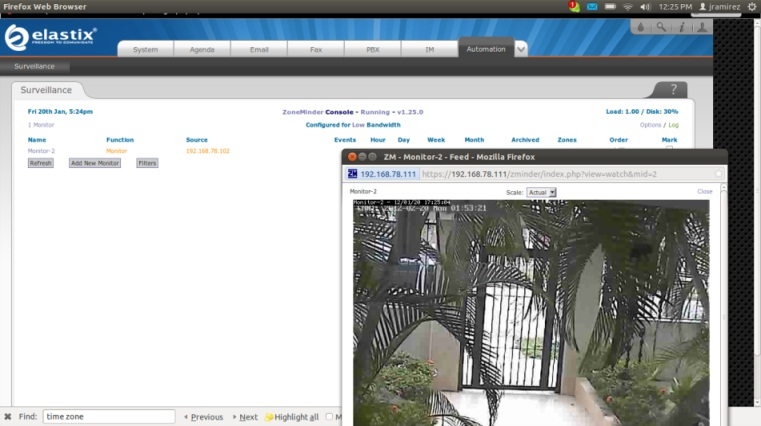 Firefox Web Browser
12:25 PM jramirez
elastix®
FREEDOM TO COMMUNICATE
System Agenda Email Fax PBX IM Automation
Surveillance
Surveillance
?
Fri 20th Jan, 5:24pm ZoneMinder Console - Running - v1.25.0 Load: 1.00 / Disk: 30%
1 Monitor Configured for Low Bandwidth Options / Log
Name Function Source Events Hour Day Week Month Archived Zones Order Mark
Monitor-2 Monitor 192.168.78.102
Refresh Add New Monitor Filters
ZM - Monitor-2 - Feed - Mozilla Firefox
ZM 192.168.78.111 https://192.168.78.111/zminder/index.php?view=watch&mid=2
Monitor-2 Scale: Actual Close
Monitor-2 - 12/01/20 17:25:04
2012-02-20 Mon 01:53:21
Find: time zone Previous Next Highlight all M